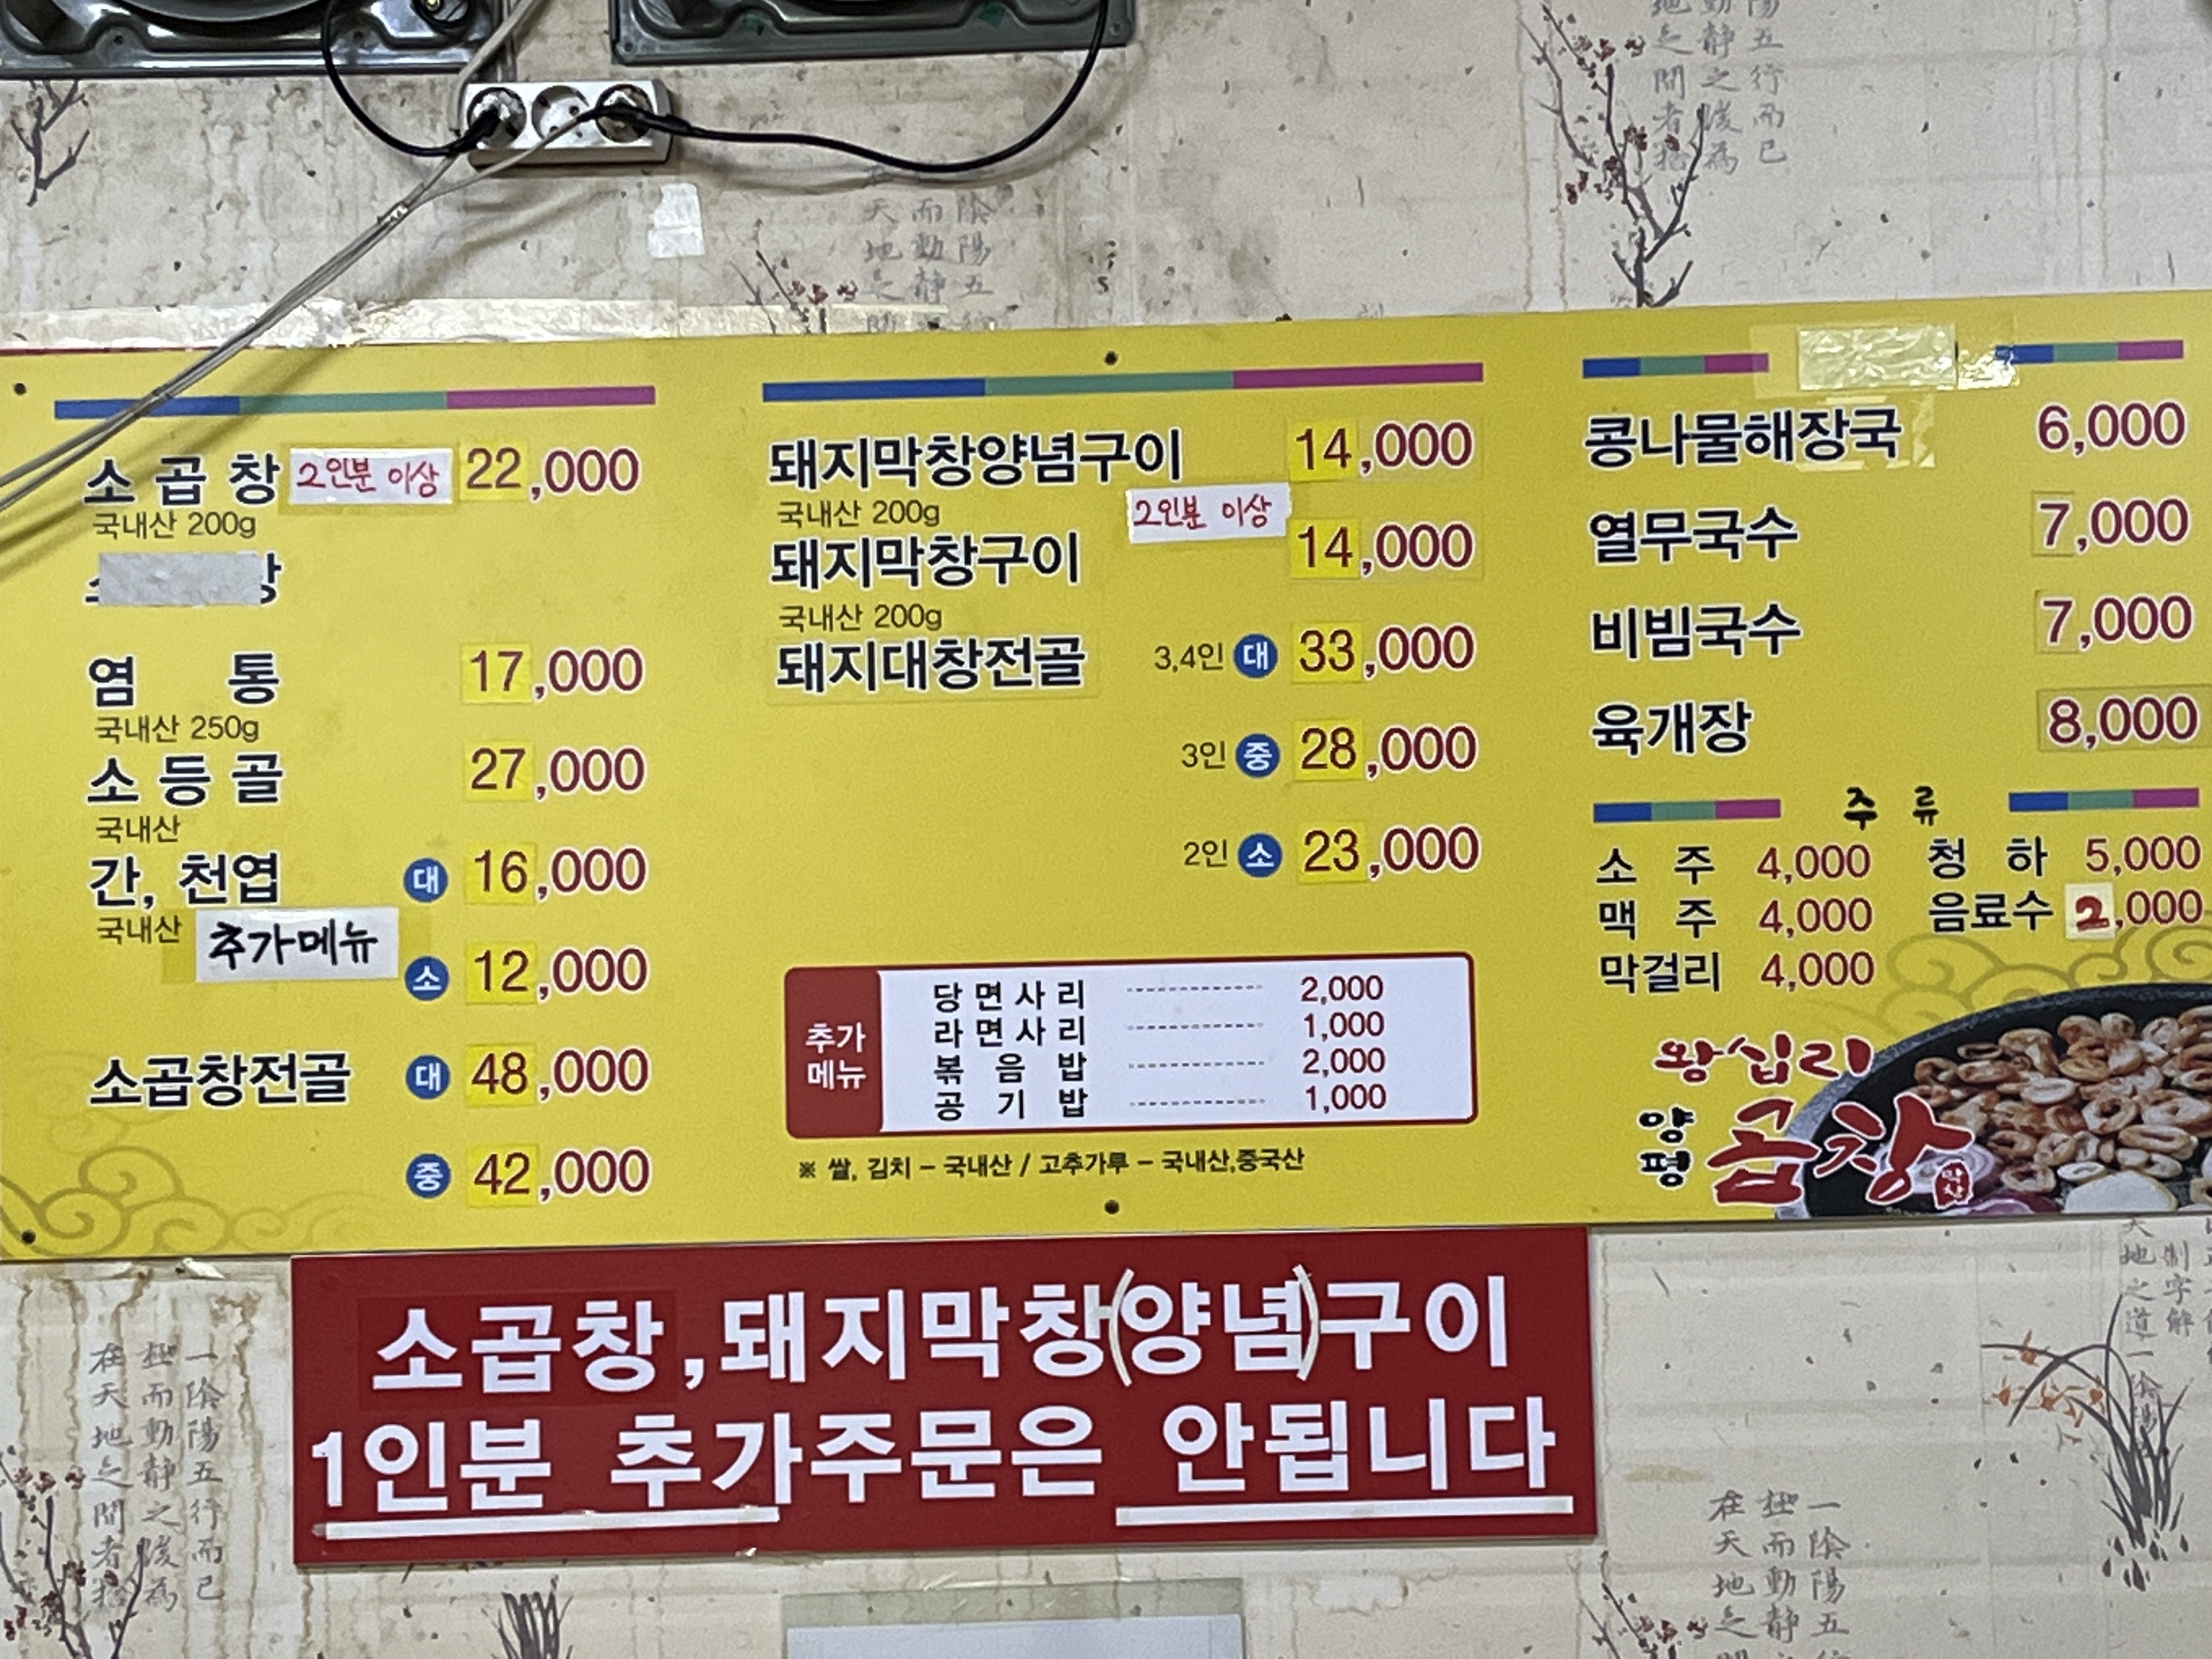 소곱창 2인분 이상 22,000
국내산 200g
염통 17,000
국내산 250g
소등골 27,000
국내산
간, 천엽 대 16,000
국내산 추가메뉴
소 12,000
소곱창전골 대 48,000
중 42,000
돼지막창양념구이 14,000
국내산 200g 2인분 이상
돼지막창구이 14,000
국내산 200g
돼지대창전골 3,4인 대 33,000
3인 중 28,000
2인 소 23,000
추가
메뉴
당면사리 2,000
라면사리 1,000
볶음밥 2,000
공기밥 1,000
※ 쌀, 김치 – 국내산 / 고추가루 – 국내산,중국산
콩나물해장국 6,000
열무국수 7,000
비빔국수 7,000
육개장 8,000
주류
소주 4,000 청하 5,000
맥주 4,000 음료수 2,000
막걸리 4,000
왕십리
양평 곱창
소곱창,돼지막창(양념)구이
1인분 추가주문은 안됩니다